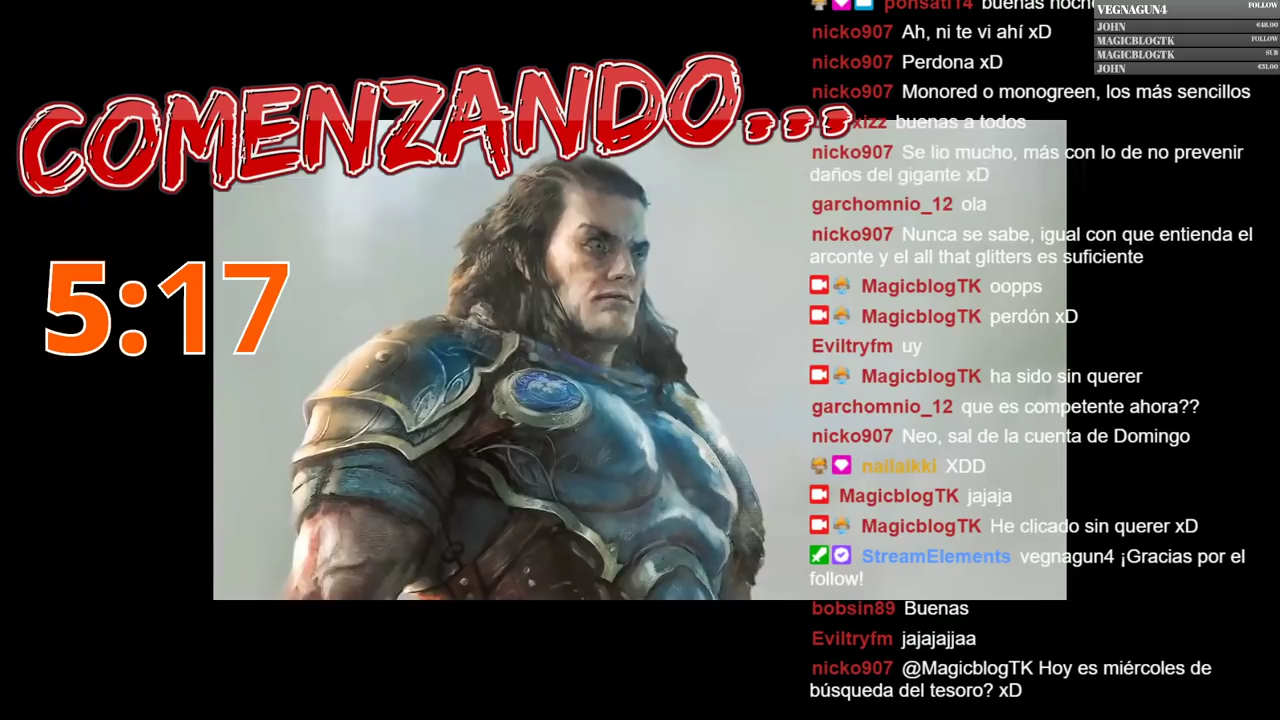 COMENZANDO...
5:17
ponsati14 buenas noch
nicko907 Ah, ni te vi ahí xD
nicko907 Perdona xD
nicko907 Monored o monogreen, los más sencillos
buenas a todos
nicko907 Se lio mucho, más con lo de no prevenir
daños del gigante xD
garchomnio_12 ola
nicko907 Nunca se sabe, igual con que entienda el
arconte y el all that glitters es suficiente
MagicblogTK oopps
MagicblogTK perdón xD
Eviltryfm uy
MagicblogTK ha sido sin querer
garchomnio_12 que es competente ahora??
nicko907 Neo, sal de la cuenta de Domingo
nailaikki XDD
MagicblogTK jajaja
MagicblogTK He clicado sin querer xD
StreamElements vegnagun4 ¡Gracias por el
follow!
bobsin89 Buenas
Eviltryfm jajajajjaa
nicko907 @MagicblogTK Hoy es miércoles de
búsqueda del tesoro? xD
VEGNAGUN4 FOLLOW
JOHN €48.00
MAGICBLOGTK FOLLOW
MAGICBLOGTK SUB
JOHN €31.00